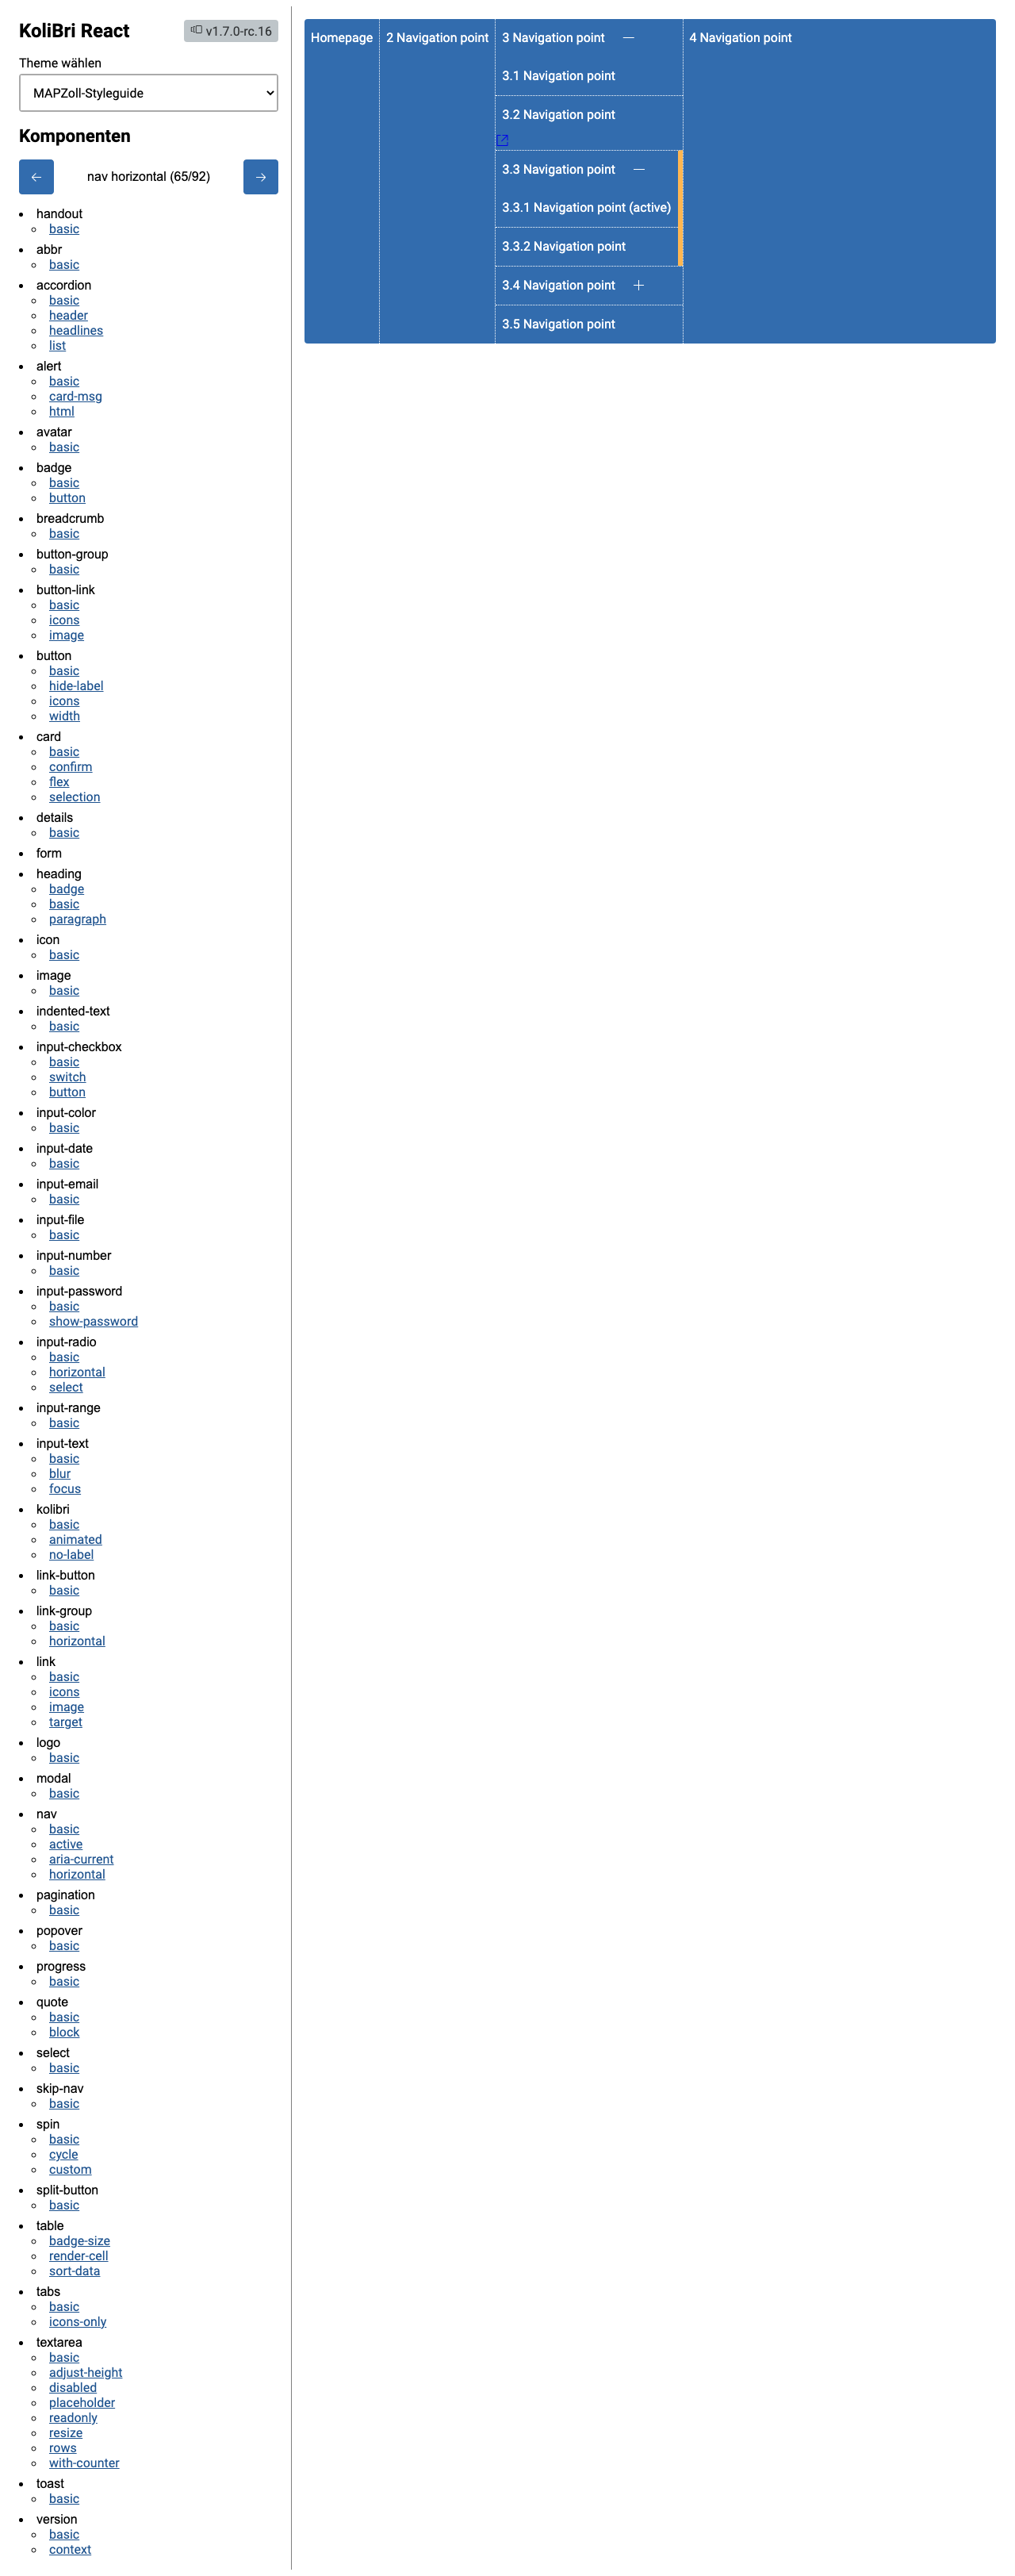 KoliBri React
v1.7.0-rc.16
Theme wählen
MAPZoll-Styleguide
Komponenten
nav horizontal (65/92)
handout
basic
abbr
basic
accordion
basic
header
headlines
list
alert
basic
card-msg
html
avatar
basic
badge
basic
button
breadcrumb
basic
button-group
basic
button-link
basic
icons
image
button
basic
hide-label
icons
width
card
basic
confirm
flex
selection
details
basic
form
heading
badge
basic
paragraph
icon
basic
image
basic
indented-text
basic
input-checkbox
basic
switch
button
input-color
basic
input-date
basic
input-email
basic
input-file
basic
input-number
basic
input-password
basic
show-password
input-radio
basic
horizontal
select
input-range
basic
input-text
basic
blur
focus
kolibri
basic
animated
no-label
link-button
basic
link-group
basic
horizontal
link
basic
icons
image
target
logo
basic
modal
basic
nav
basic
active
aria-current
horizontal
pagination
basic
popover
basic
progress
basic
quote
basic
block
select
basic
skip-nav
basic
spin
basic
cycle
custom
split-button
basic
table
badge-size
render-cell
sort-data
tabs
basic
icons-only
textarea
basic
adjust-height
disabled
placeholder
readonly
resize
rows
with-counter
toast
basic
version
basic
context
Homepage
2 Navigation point
3 Navigation point
3.1 Navigation point
3.2 Navigation point
3.3 Navigation point
3.3.1 Navigation point (active)
3.3.2 Navigation point
3.4 Navigation point
3.5 Navigation point
4 Navigation point